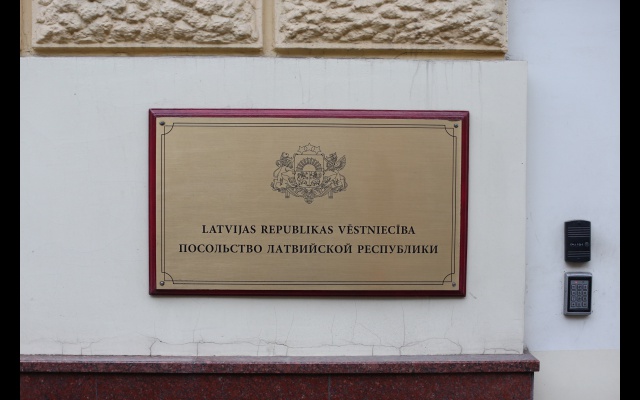 LATVIJAS REPUBLIKAS VĒSTNIECĪBA
ПОСОЛЬСТВО ЛАТВИЙСКОЙ РЕСПУБЛИКИ